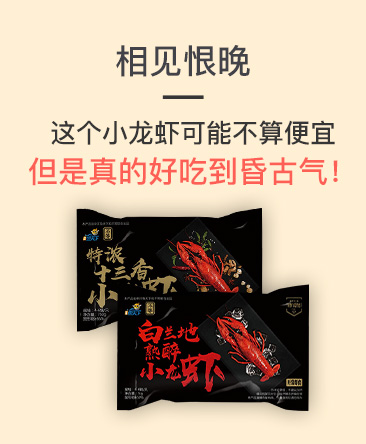 相见恨晚
这个小龙虾可能不算便宜
但是真的好吃到昏古气!
特浓
十三香
小
虾
白兰地
熟醉
小龙虾